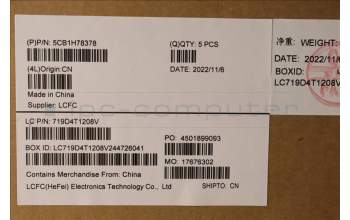 (P)P/N: 5CB1H78378
(Q)QTY: 5 PCS
净重: WEIGHT:
(4L)Origin:CN
DATE: 2022/11/6
DATE: 2022/11/6
BOXID:
LC719D4T1208V
Made in China
Supplier: LCFC
LC P/N: 719D4T1208V
PO: 4501899093
BOX ID: LC719D4T1208V244726041
MO: 17676302
Contains Merchandise From: China
LCFC(HeFei) Electronics Technology Co., Ltd
SHIPTO: CN